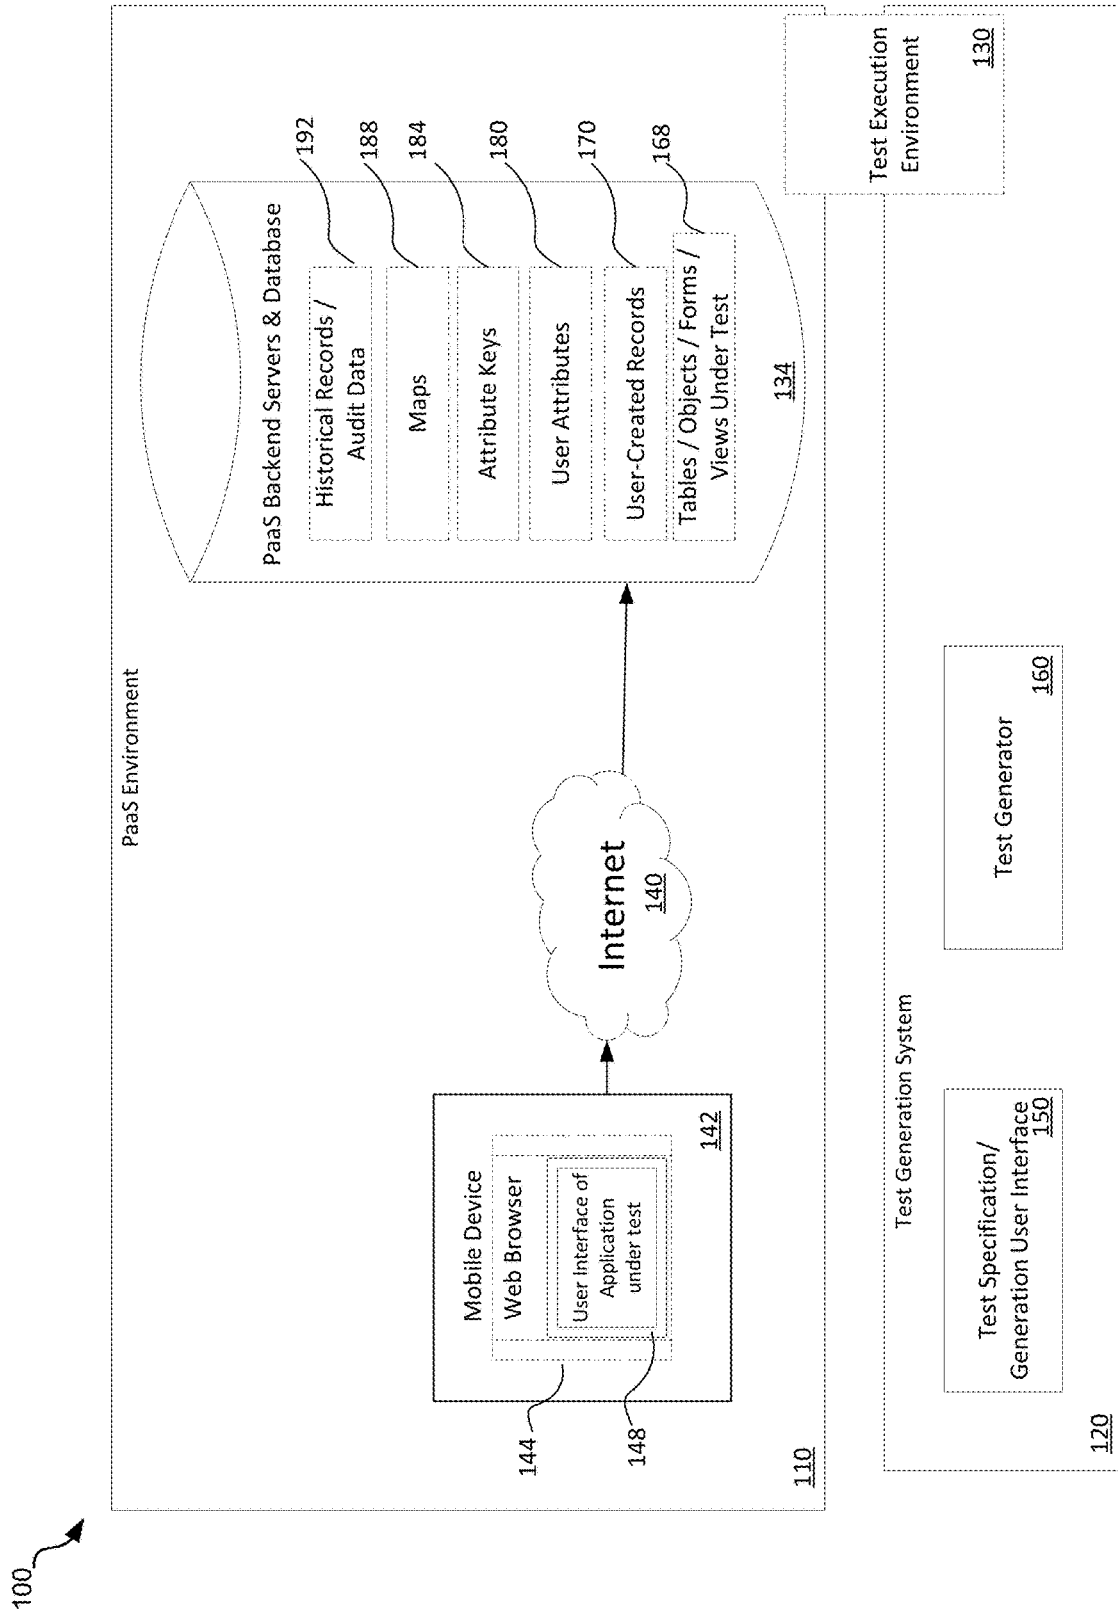 100
PaaS Environment
110
Mobile Device
Web Browser
User Interface of
Application
under test
142
144
148
Internet
140
PaaS Backend Servers & Database
Historical Records /
Audit Data
Maps
Attribute Keys
User Attributes
User-Created Records
Tables / Objects / Forms /
Views Under Test
134
192
188
184
180
170
168
Test Execution
Environment
130
Test Generation System
Test Specification/
Generation User Interface
150
Test Generator
160
120